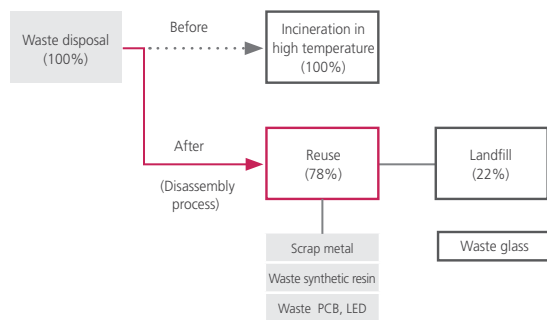 Waste disposal
(100%)
Before
Incineration in
high temperature
(100%)
After
(Disassembly
process)
Reuse
(78%)
Landfill
(22%)
Scrap metal
Waste synthetic resin
Waste PCB, LED
Waste glass